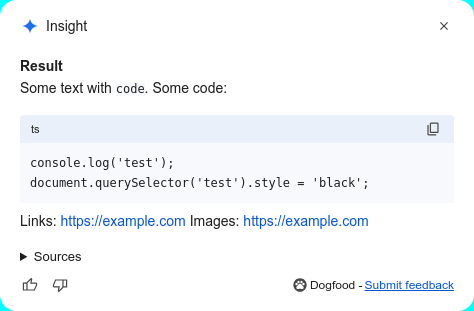 Insight
Result
Some text with code. Some code:
ts
console.log('test');
document.querySelector('test').style = 'black';
Links: https://example.com Images: https://example.com
Sources
Dogfood - Submit feedback